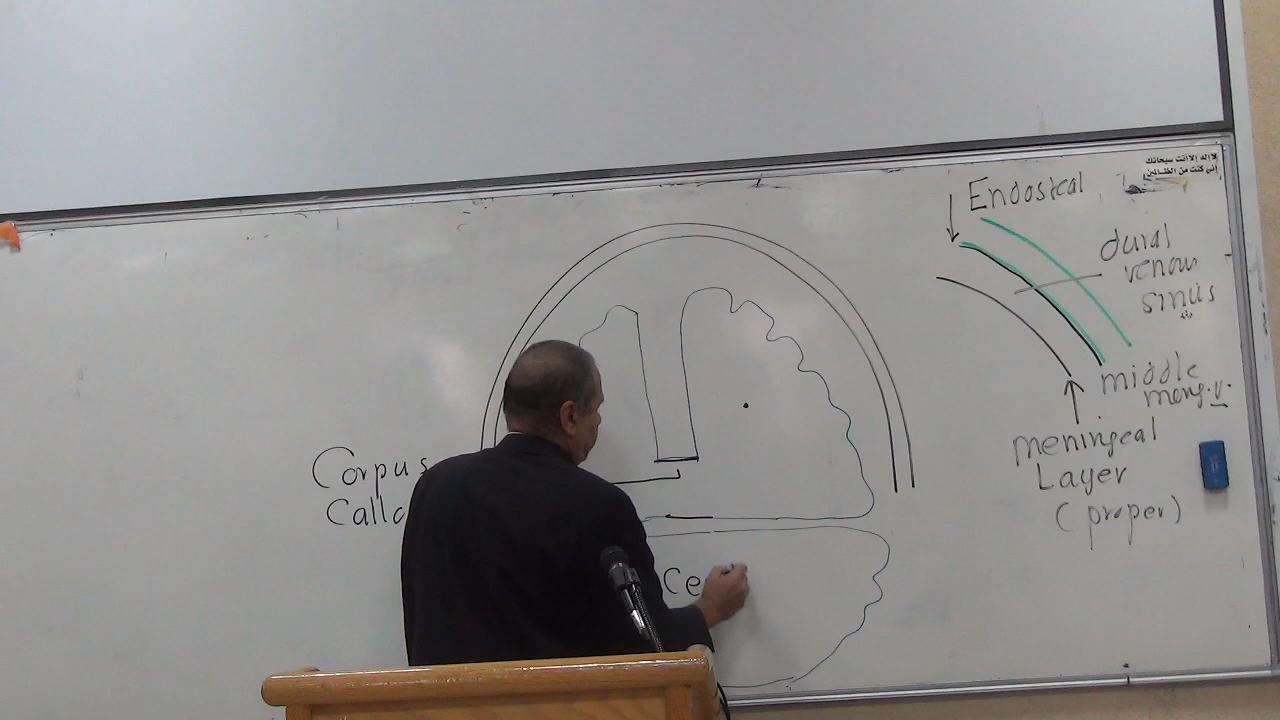 لا إله إلا أنت سبحانك
إني كنت من الظالمين
Endosteal
dural
venous
sinus
middle
meningeal
Layer
(proper)
Corpus
Callo
Ce